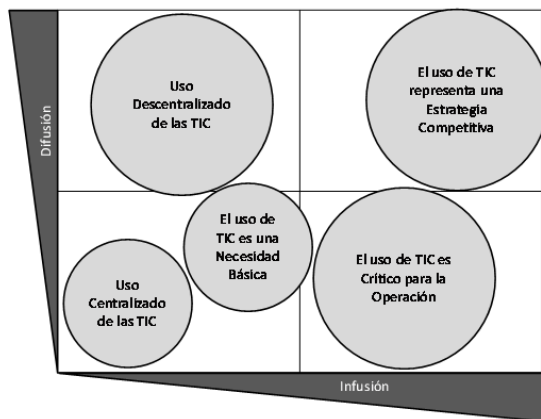 Difusión
Uso
Descentralizado
de las TIC
El uso de TIC
representa una
Estrategia
Competitiva
El uso de
TIC es una
Necesidad
Básica
Uso
Centralizado
de las TIC
El uso de TIC es
Crítico para la
Operación
Infusión